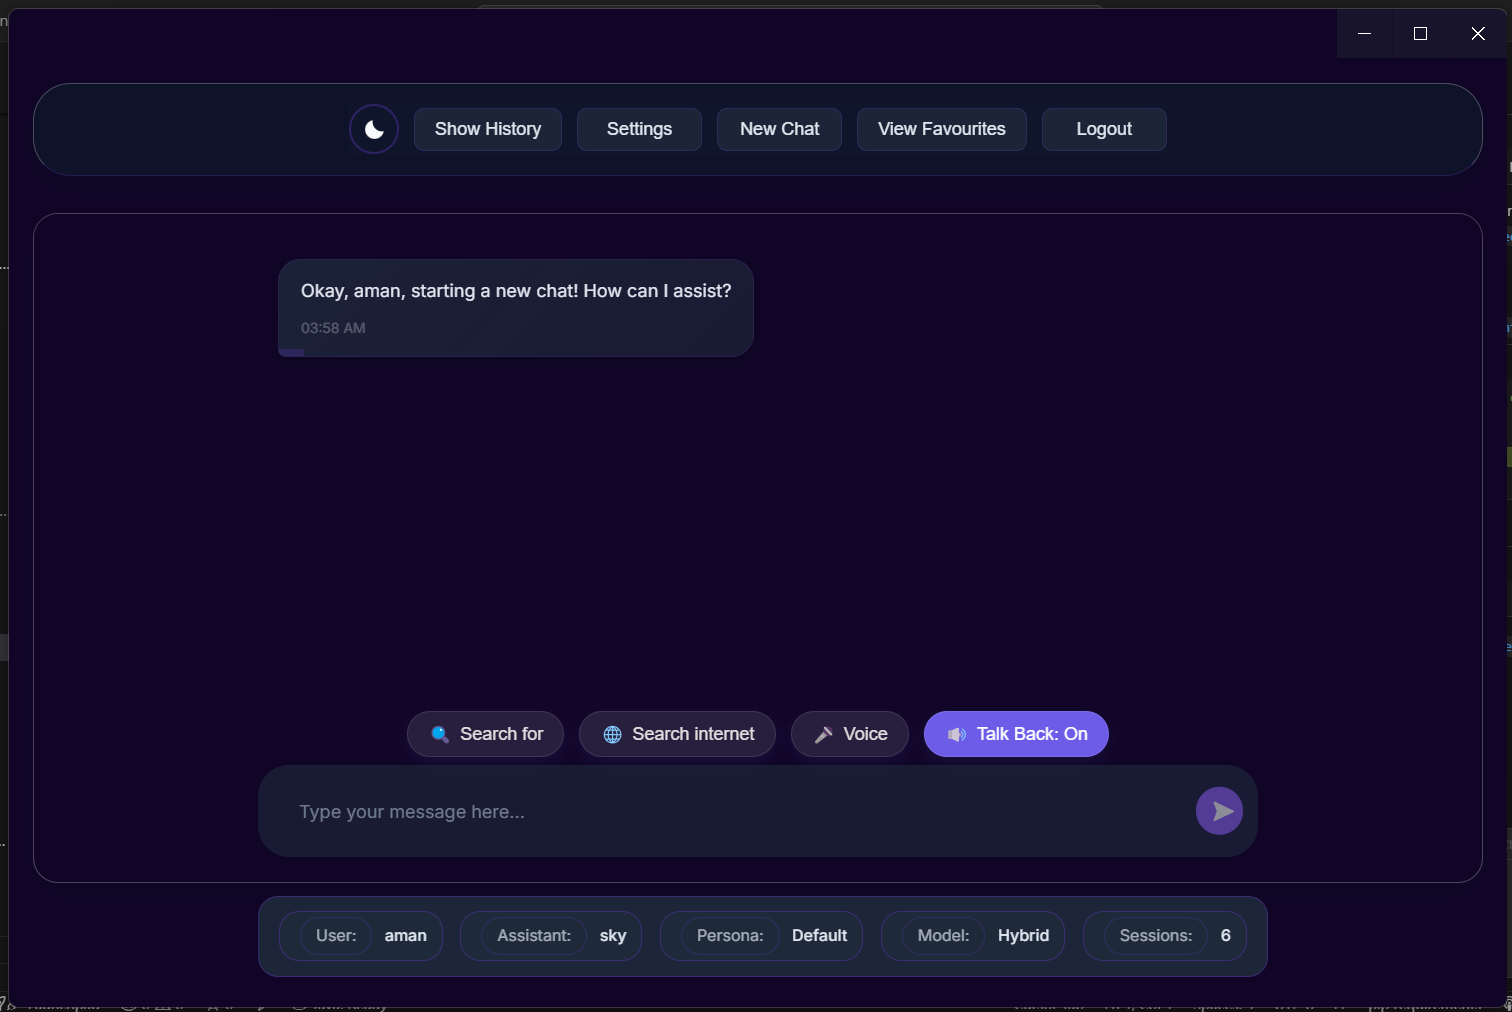 Show History
Settings
New Chat
View Favourites
Logout
Okay, aman, starting a new chat! How can I assist?
03:58 AM
Search for
Search internet
Voice
Talk Back: On
Type your message here...
User: aman
Assistant: sky
Persona: Default
Model: Hybrid
Sessions: 6